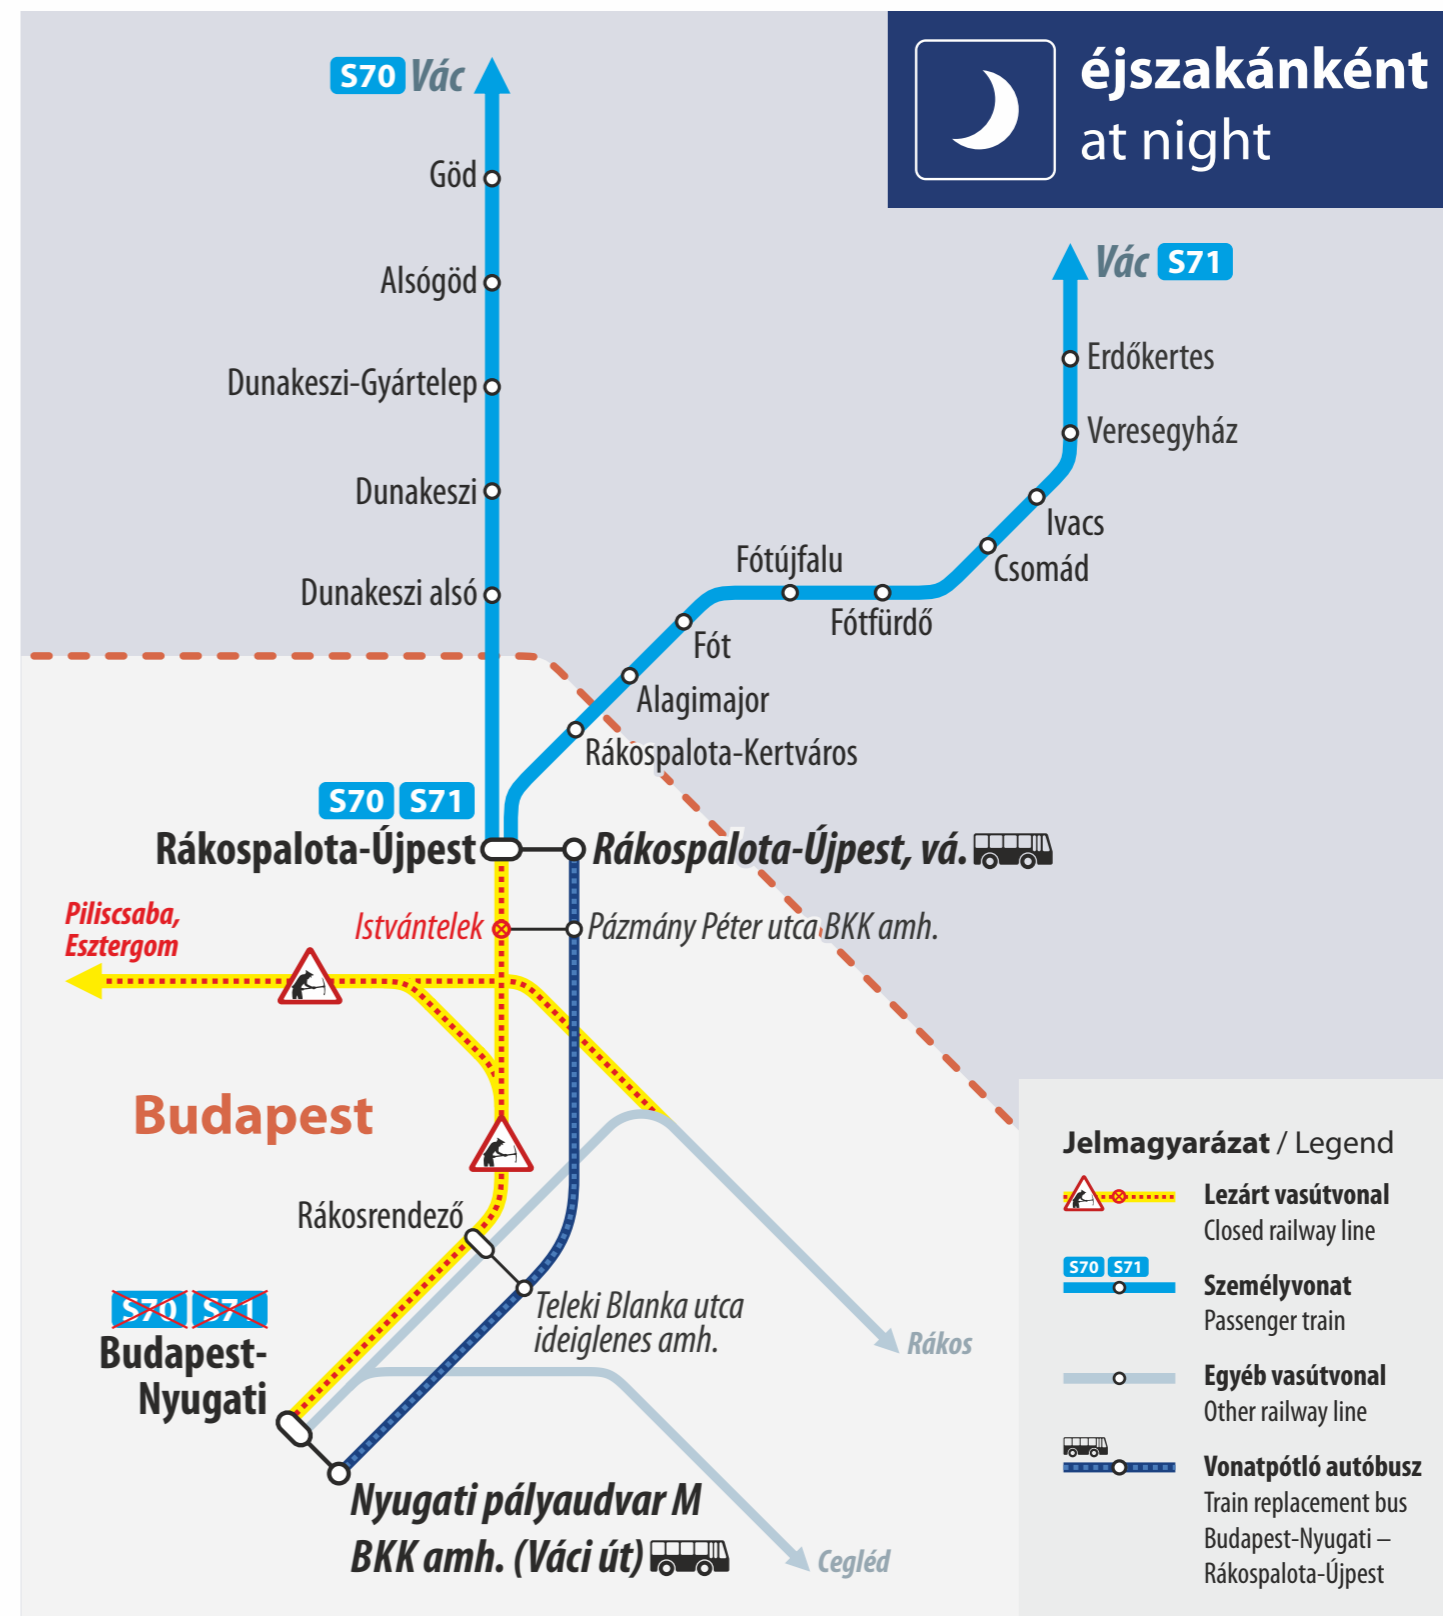 éjszakánként
at night
S70 Vác
Göd
Alsógöd
Dunakeszi-Gyártelep
Dunakeszi
Dunakeszi alsó
Vác S71
Erdőkertes
Veresegyház
Ivacs
Csomád
Fótújfalu
Fótfürdő
Fót
Alagimajor
Rákospalota-Kertváros
S70 S71
Rákospalota-Újpest
Rákospalota-Újpest, vá.
Piliscsaba,
Esztergom
Istvántelek
Pázmány Péter utca BKK amh.
Budapest
Rákosrendező
Teleki Blanka utca
ideiglenes amh.
S70 S71
Budapest-
Nyugati
Rákos
Nyugati pályaudvar M
BKK amh. (Váci út)
Cegléd
Jelmagyarázat / Legend
Lezárt vasútvonal
Closed railway line
S70 S71
Személyvonat
Passenger train
Egyéb vasútvonal
Other railway line
Vonatpótló autóbusz
Train replacement bus
Budapest-Nyugati –
Rákospalota-Újpest